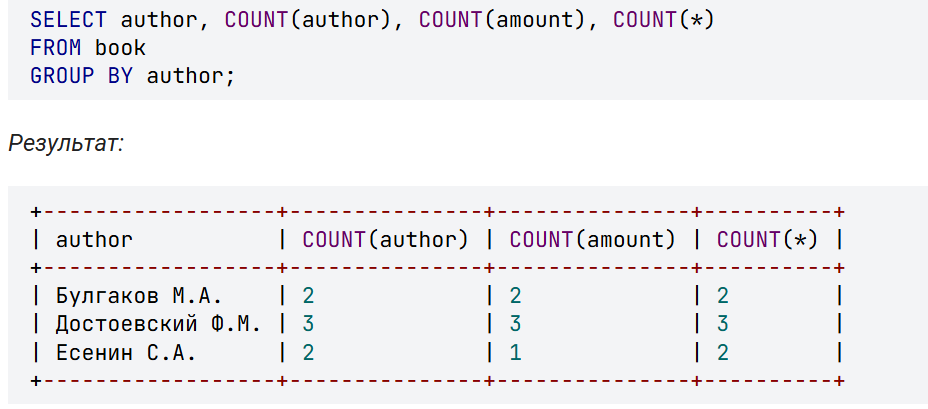 SELECT author, COUNT(author), COUNT(amount), COUNT(*)
FROM book
GROUP BY author;
Результат:
+------------------+---------------+---------------+----------+
| author           | COUNT(author) | COUNT(amount) | COUNT(*) |
+------------------+---------------+---------------+----------+
| Булгаков М.А.    | 2             | 2             | 2        |
| Достоевский Ф.М. | 3             | 3             | 3        |
| Есенин С.А.      | 2             | 1             | 2        |
+------------------+---------------+---------------+----------+